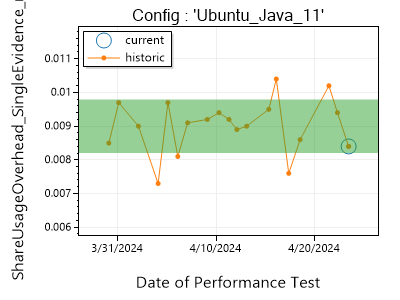 Config : 'Ubuntu_Java_11'
current
historic
0.011
0.01
0.009
0.008
0.007
0.006
ShareUsageOverhead_SingleEvidence_
3/31/2024
4/10/2024
4/20/2024
Date of Performance Test